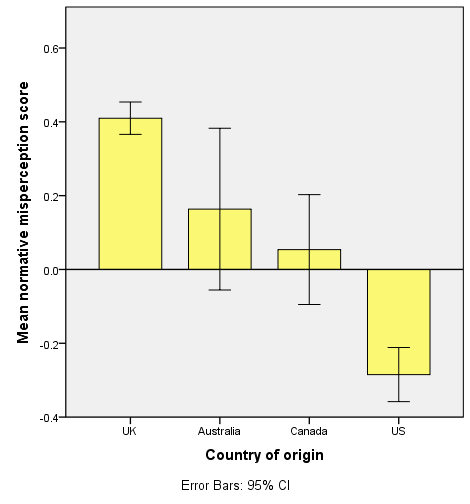 Mean normative misperception score
0.6
0.4
0.2
0.0
-0.2
-0.4
UK Australia Canada US
Country of origin
Error Bars: 95% CI